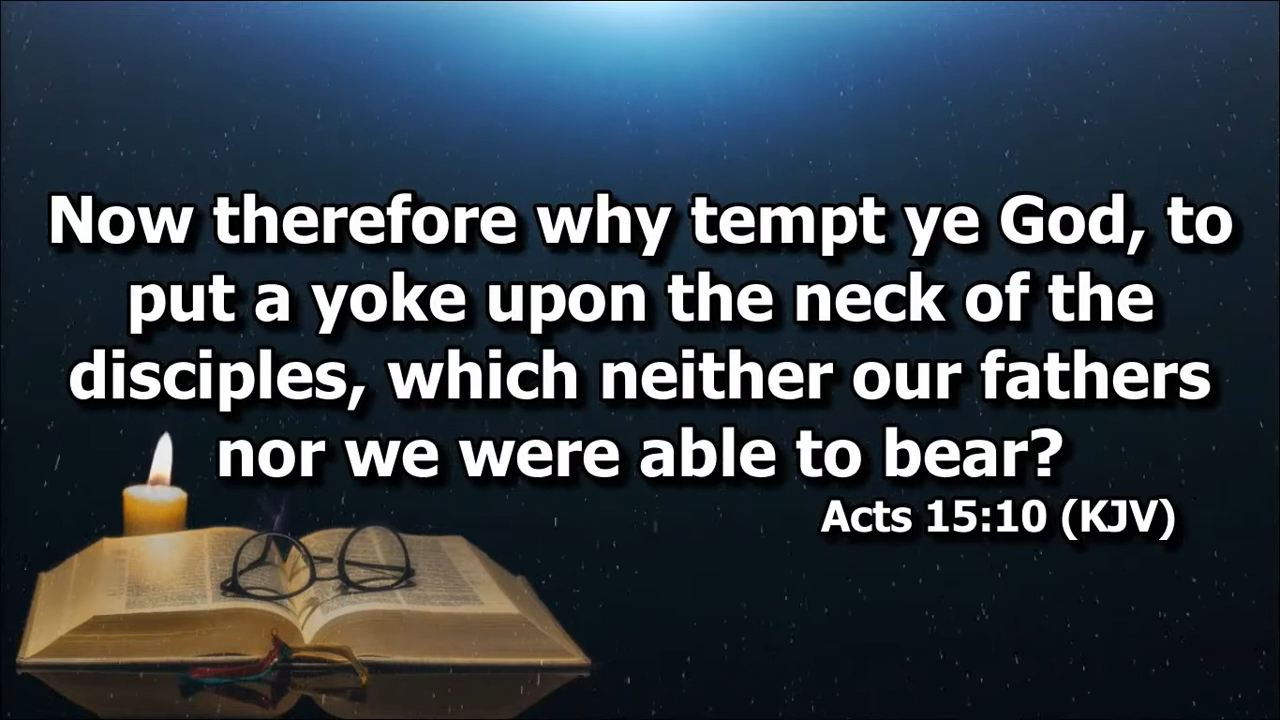 Now therefore why tempt ye God, to
put a yoke upon the neck of the
disciples, which neither our fathers
nor we were able to bear?
Acts 15:10 (KJV)